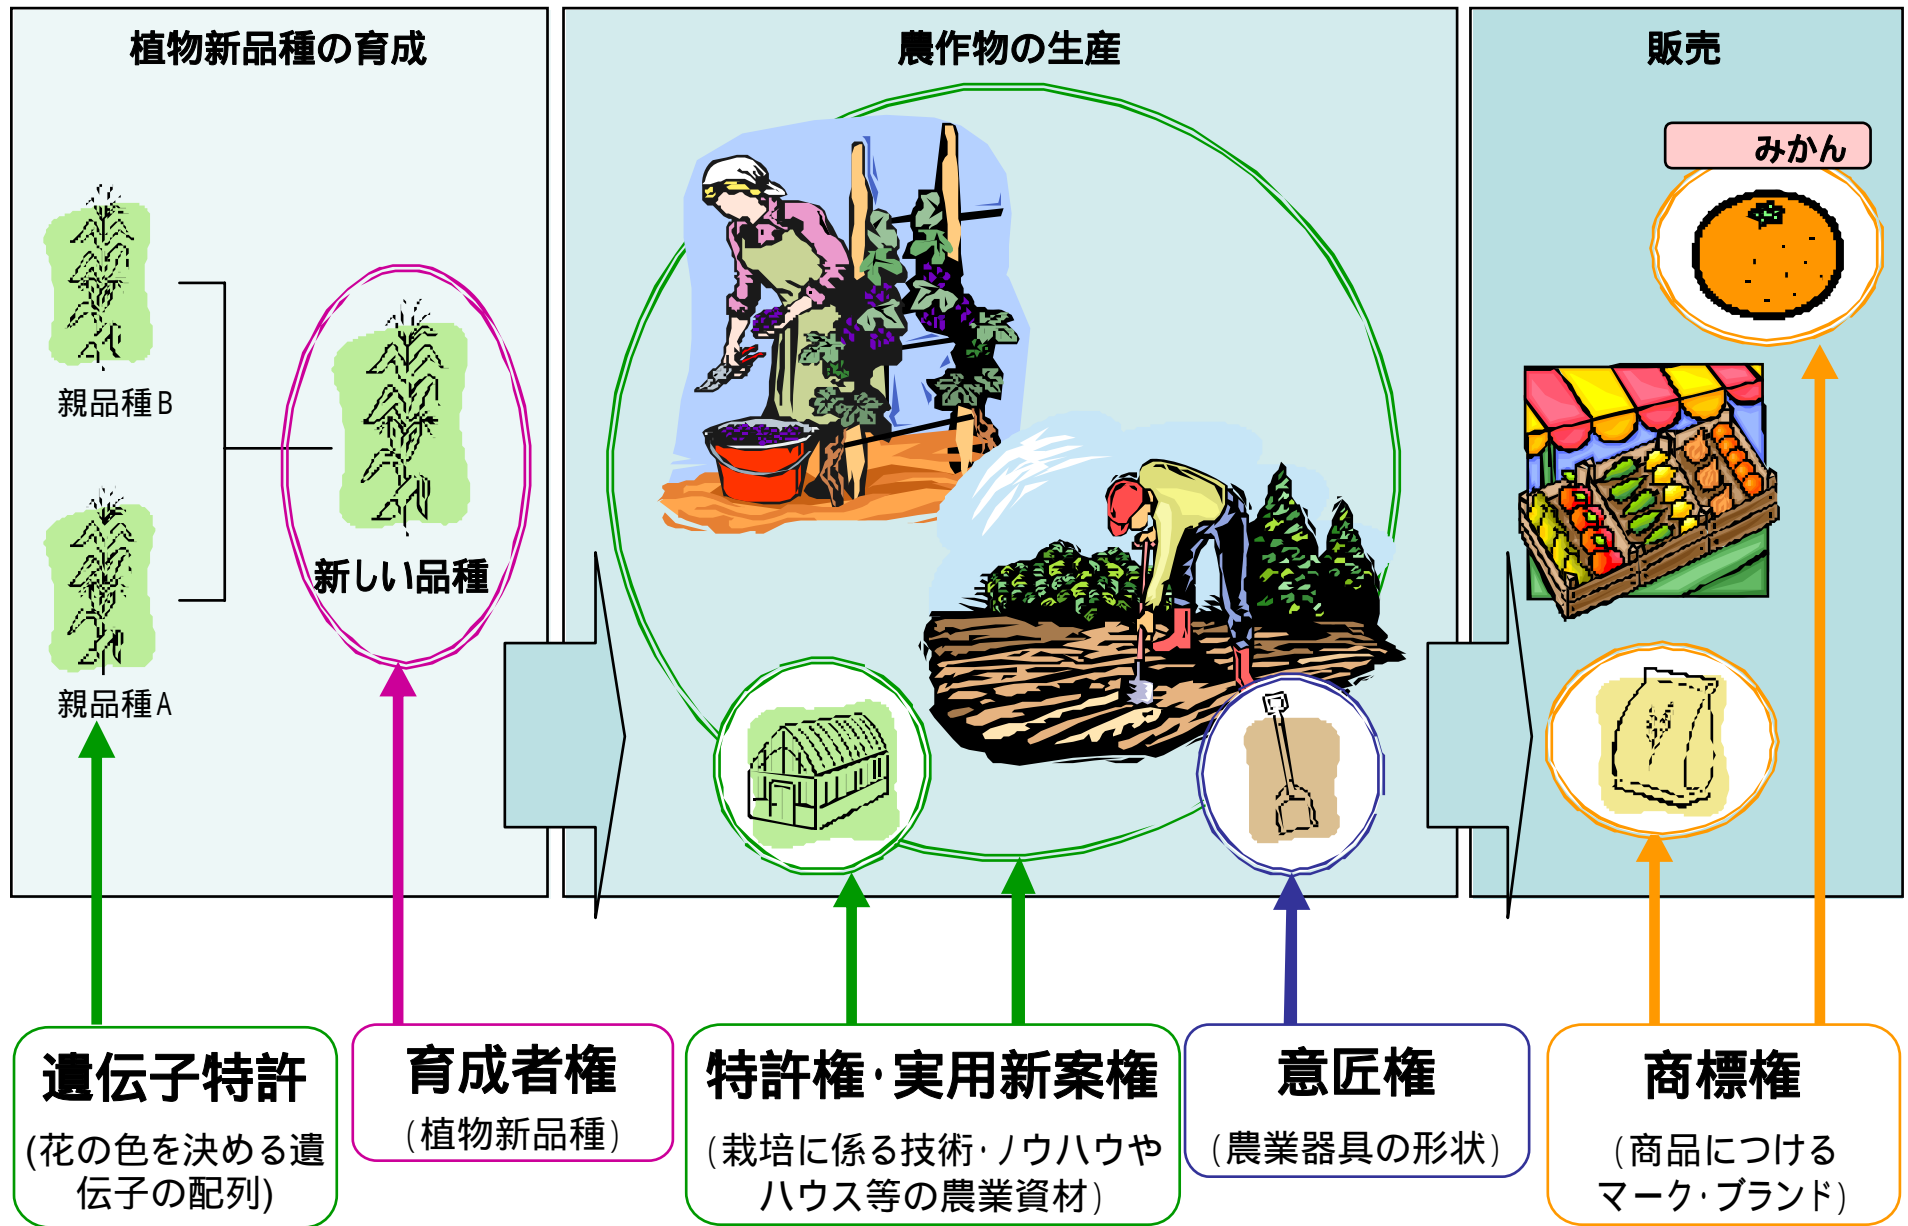 植物新品種の育成
農作物の生産
販売
みかん
親品種B
新しい品種
親品種A
遺伝子特許
(花の色を決める遺
伝子の配列)
育成者権
(植物新品種)
特許権・実用新案権
(栽培に係る技術・ノウハウや
ハウス等の農業資材)
意匠権
(農業器具の形状)
商標権
(商品につける
マーク・ブランド)